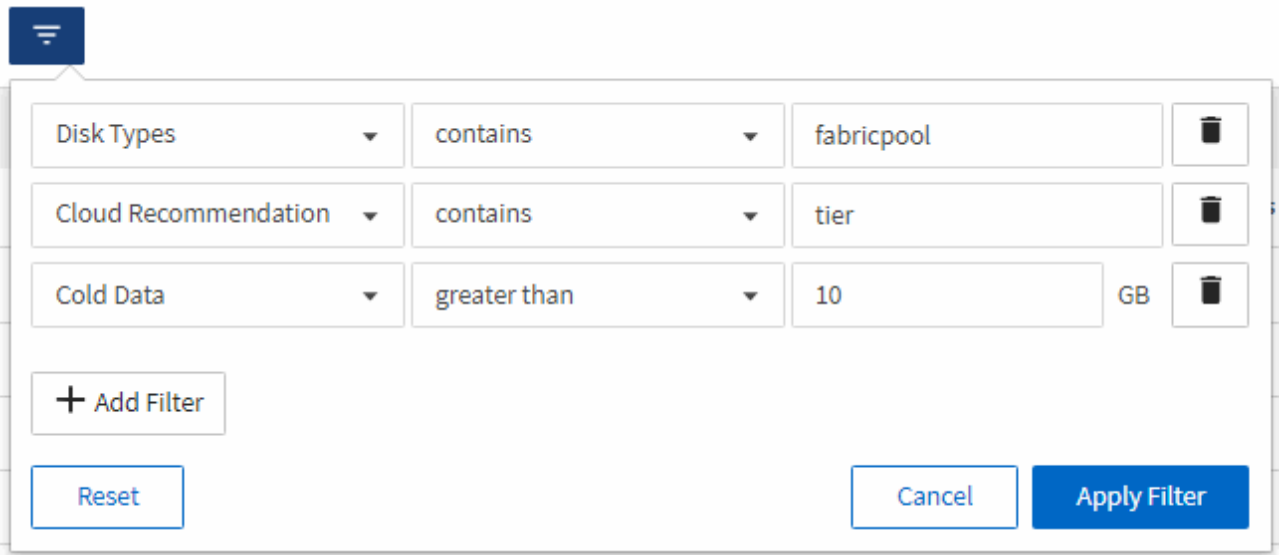 Disk Types contains fabricpool
Cloud Recommendation contains tier
Cold Data greater than 10 GB
+ Add Filter
Reset Cancel Apply Filter